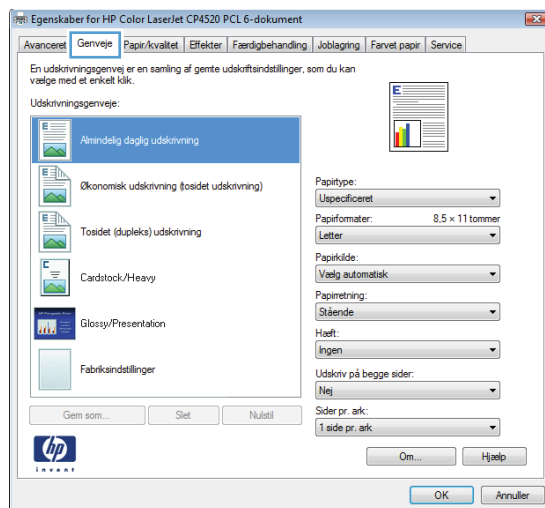 Egenskaber for HP Color LaserJet CP4520 PCL 6-dokument
Avanceret Genveje Papir/kvalitet Effekter Færdigbehandling Joblagring Farvet papir Service
En udskrivningsgenvej er en samling af gemte udskriftsindstillinger, som du kan
vælge med et enkelt klik.
Udskrivningsgenveje:
Almindelig daglig udskrivning
Økonomisk udskrivning (tosidet udskrivning)
Tosidet (dupleks) udskrivning
Cardstock/Heavy
Glossy/Presentation
Fabriksindstillinger
Gem som... Slet Nulstil
Papirtype:
Uspecificeret
Papirformater: 8,5 × 11 tommer
Letter
Papirkilde:
Vælg automatisk
Papirretning:
Stående
Hæft:
Ingen
Udskriv på begge sider:
Nej
Sider pr. ark:
1 side pr. ark
hp
invent
Om... Hjælp
OK Annuller